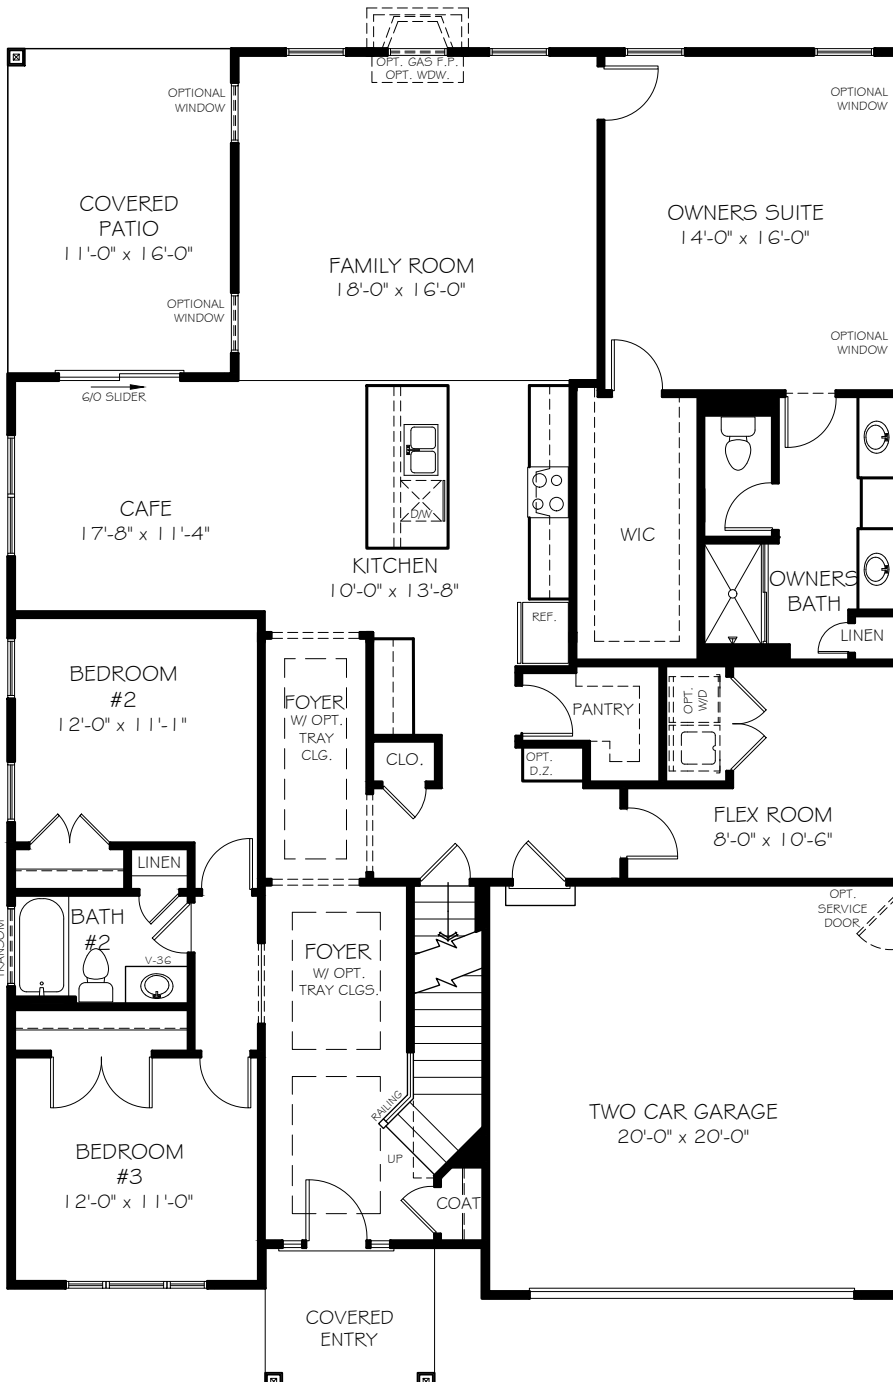 OPT. GAS F.P.
OPT. WDW.
OPTIONAL
WINDOW
OPTIONAL
WINDOW
COVERED
PATIO
11'-0" x 16'-0"
OWNERS SUITE
14'-0" x 16'-0"
FAMILY ROOM
18'-0" x 16'-0"
OPTIONAL
WINDOW
OPTIONAL
WINDOW
6/0 SLIDER
CAFE
17'-8" x 11'-4"
D/W
KITCHEN
10'-0" x 13'-8"
WIC
OWNERS
BATH
LINEN
REF.
BEDROOM
#2
12'-0" x 11'-1"
FOYER
W/ OPT.
TRAY
CLG.
PANTRY
OPT.
W/D
CLO.
OPT.
D.Z.
FLEX ROOM
8'-0" x 10'-6"
LINEN
BATH
#2
V-36
TRANSOM
FOYER
W/ OPT.
TRAY CLGS.
OPT.
SERVICE
DOOR
RAILING
UP
TWO CAR GARAGE
20'-0" x 20'-0"
BEDROOM
#3
12'-0" x 11'-0"
COAT
COVERED
ENTRY